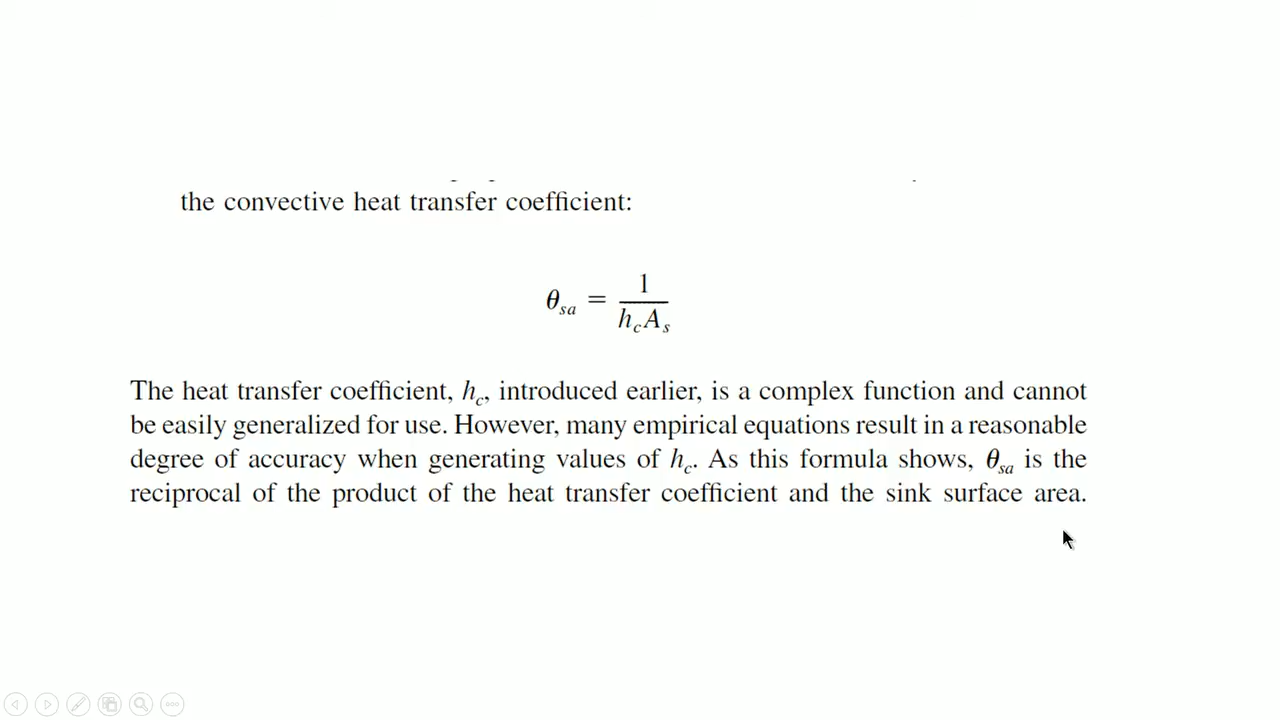 the convective heat transfer coefficient:
θsa = 1 / hcAs
The heat transfer coefficient, hc, introduced earlier, is a complex function and cannot
be easily generalized for use. However, many empirical equations result in a reasonable
degree of accuracy when generating values of hc. As this formula shows, θsa is the
reciprocal of the product of the heat transfer coefficient and the sink surface area.